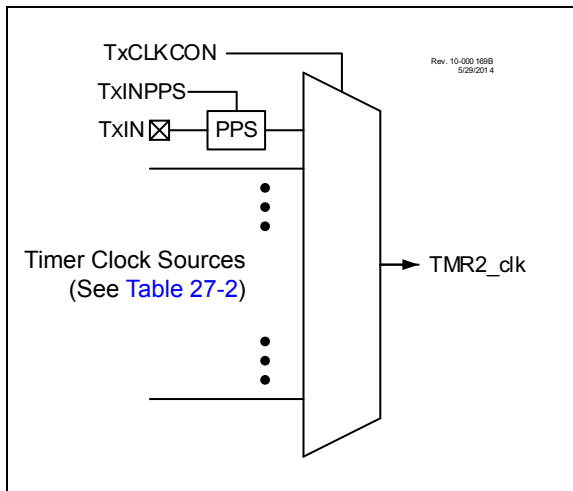 TxCLKCON
Rev. 10-000 169B
5/29/2014
TxINPPS
TxIN
PPS
Timer Clock Sources
(See Table 27-2)
TMR2_clk